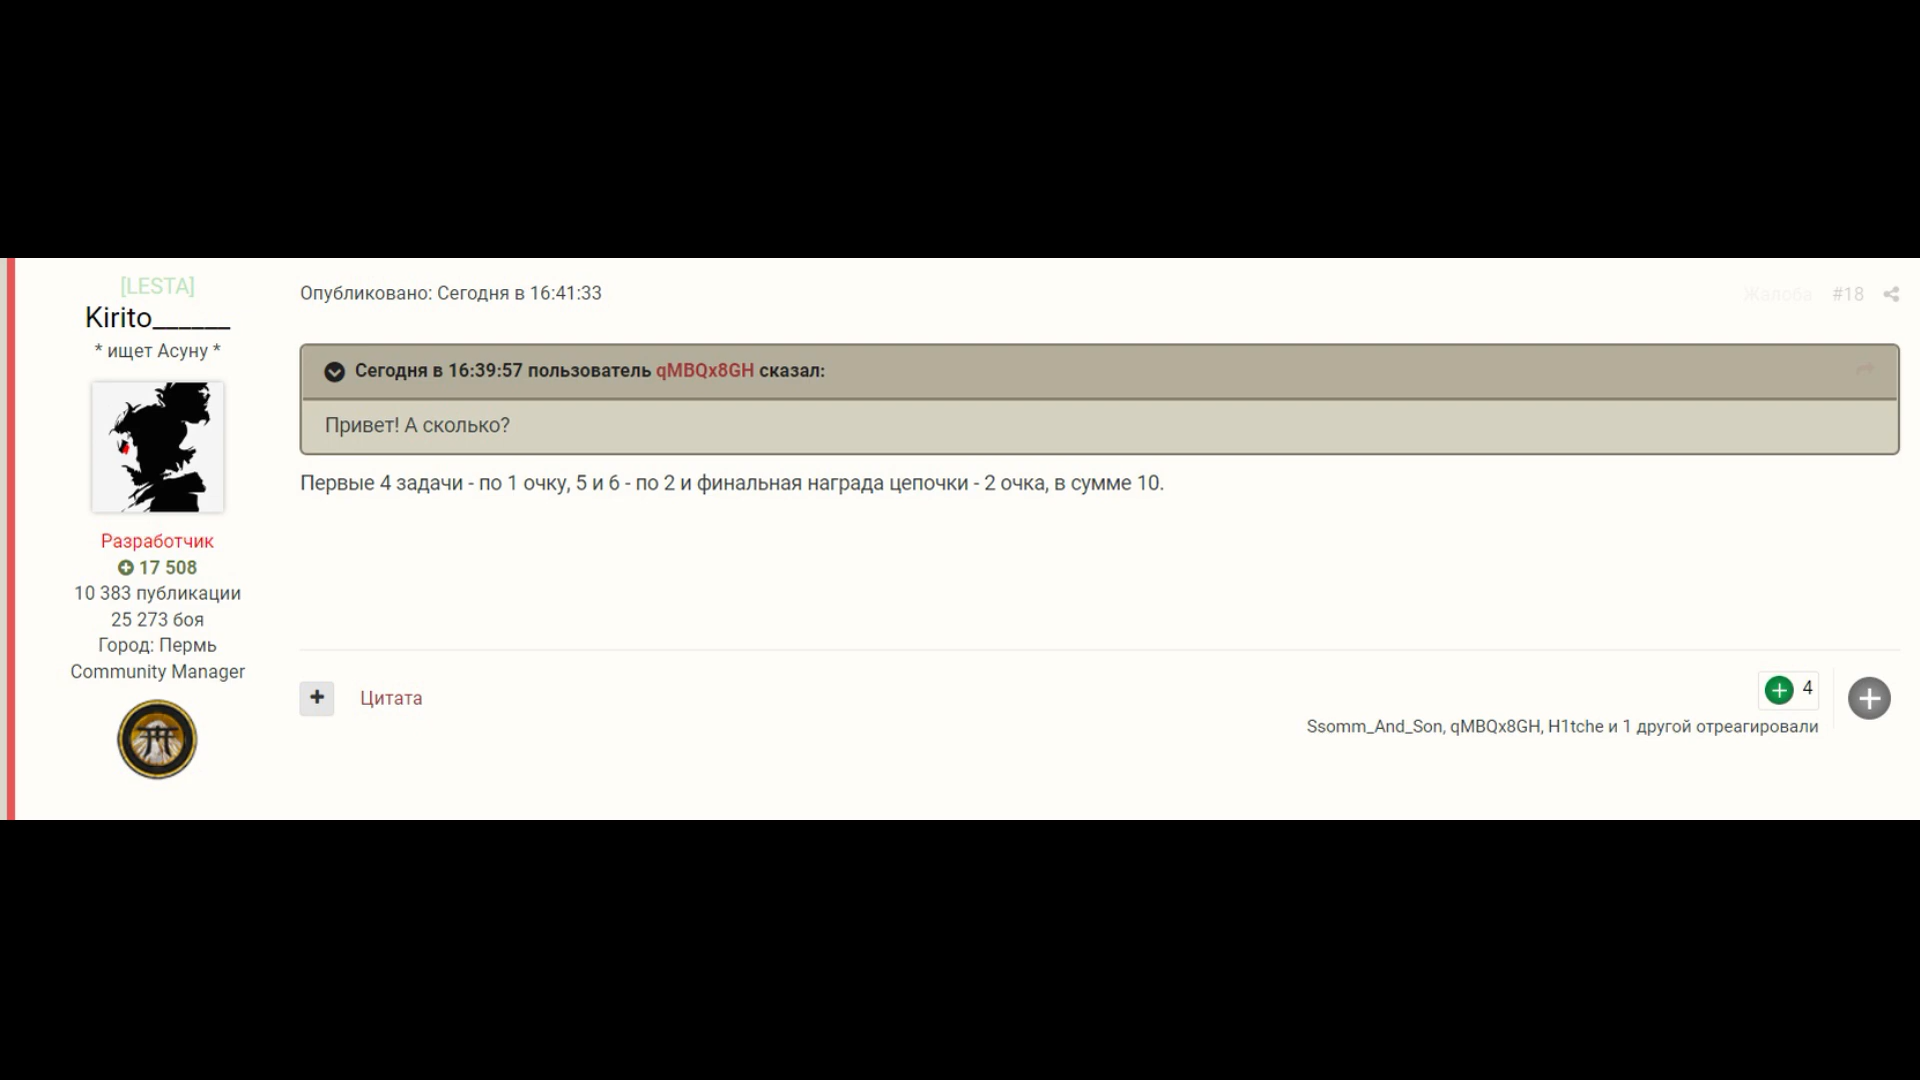 [LESTA]
Kirito______
* ищет Асуну *
Разработчик
17 508
10 383 публикации
25 273 боя
Город: Пермь
Community Manager
Опубликовано: Сегодня в 16:41:33
Жалоба #18
Сегодня в 16:39:57 пользователь qMBQx8GH сказал:
Привет! А сколько?
Первые 4 задачи - по 1 очку, 5 и 6 - по 2 и финальная награда цепочки - 2 очка, в сумме 10.
+ Цитата
4
Ssomm_And_Son, qMBQx8GH, H1tche и 1 другой отреагировали